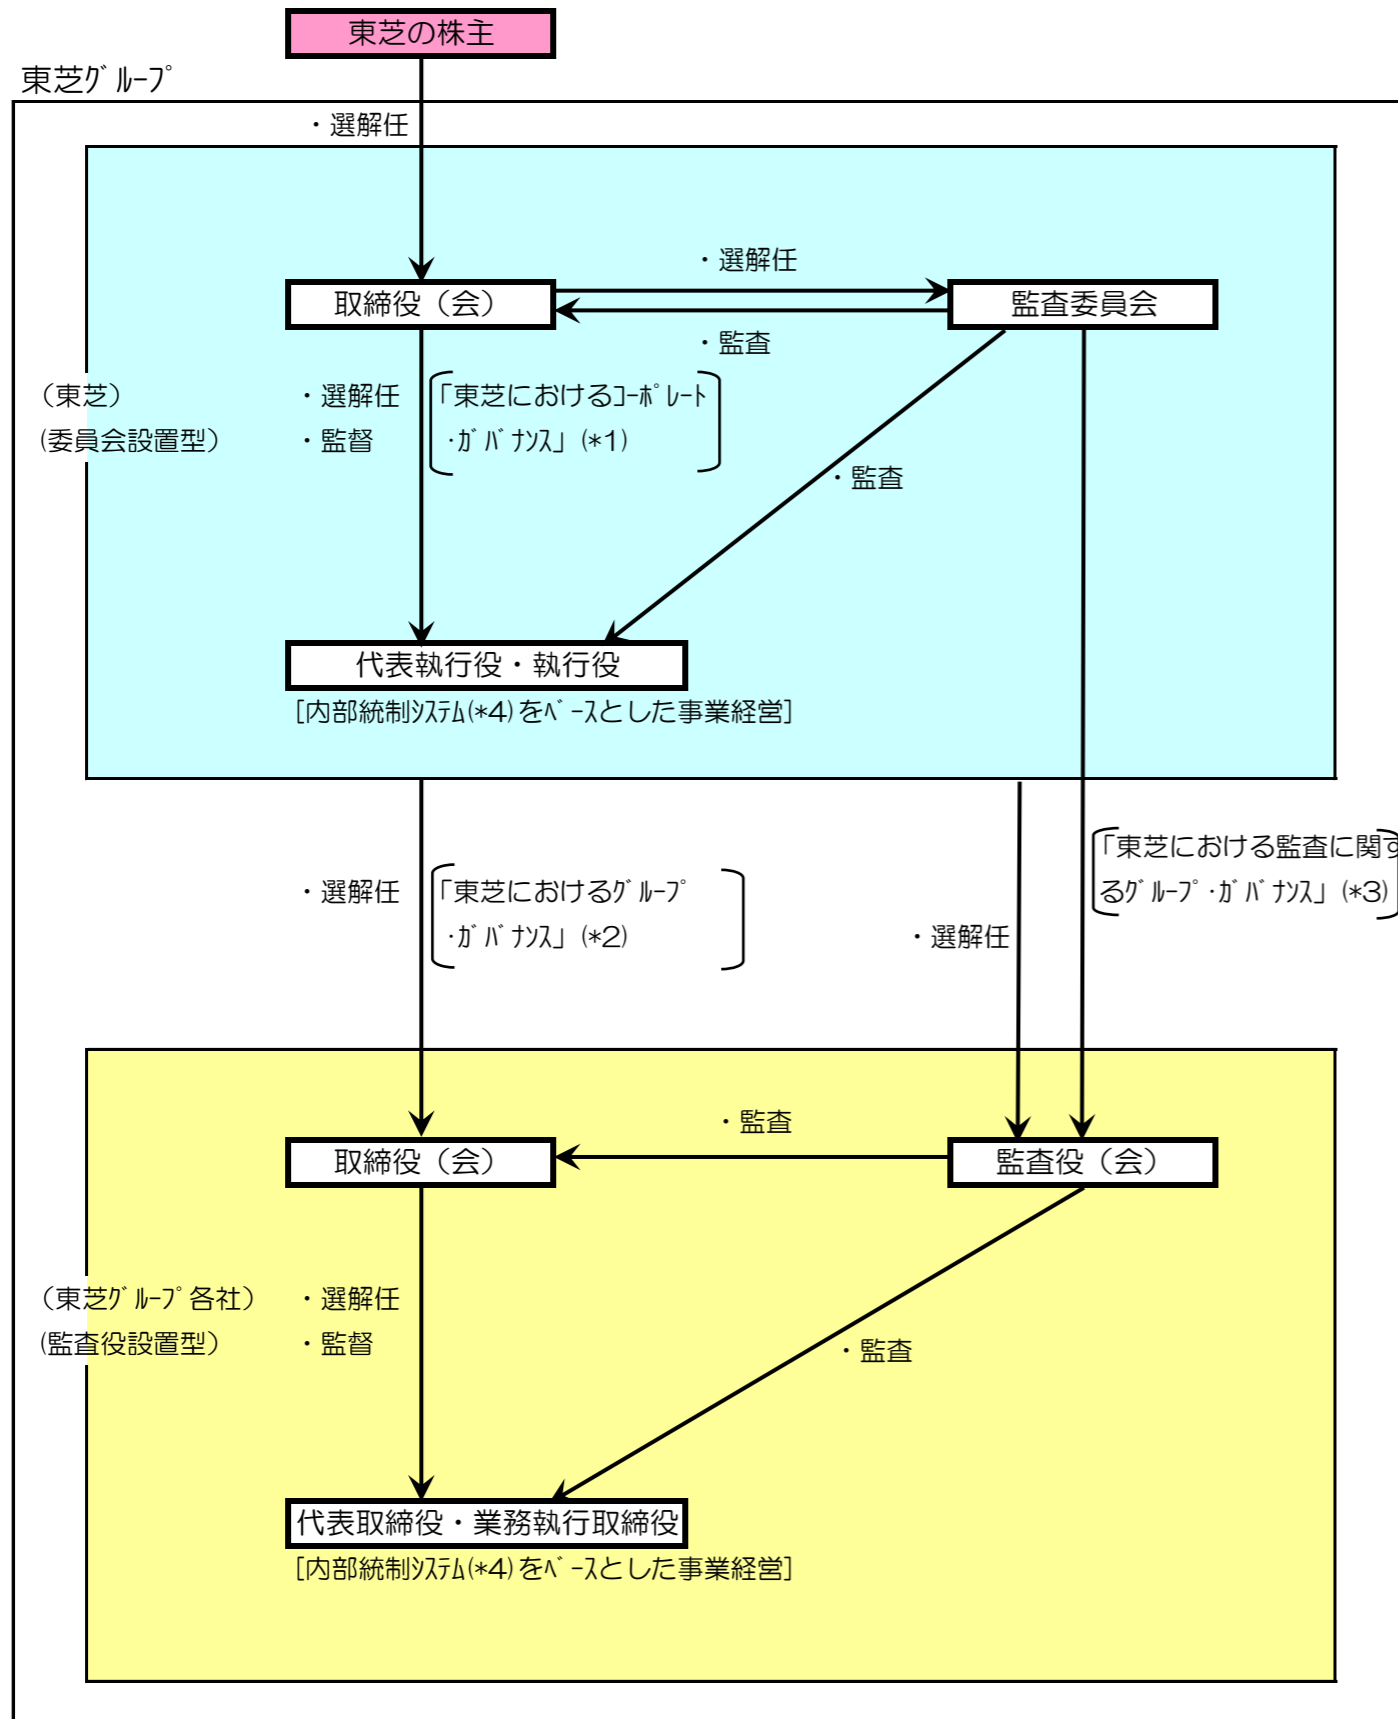 東芝の株主
東芝ｸﾞﾙｰﾌﾟ
・選解任
・選解任
取締役（会）
監査委員会
・監査
（東芝）
(委員会設置型）
・選解任
・監督
「東芝におけるｺｰﾎﾟﾚｰﾄ
･ｶﾞﾊﾞﾅﾝｽ」(*1)
・監査
代表執行役・執行役
[内部統制ｼｽﾃﾑ(*4)をﾍﾞｰｽとした事業経営]
「東芝における監査に関す
るｸﾞﾙｰﾌﾟ･ｶﾞﾊﾞﾅﾝｽ」(*3)
・選解任
「東芝におけるｸﾞﾙｰﾌﾟ
･ｶﾞﾊﾞﾅﾝｽ」(*2)
・選解任
・監査
取締役（会）
監査役（会）
（東芝ｸﾞﾙｰﾌﾟ各社）
(監査役設置型）
・選解任
・監督
・監査
代表取締役・業務執行取締役
[内部統制ｼｽﾃﾑ(*4)をﾍﾞｰｽとした事業経営]